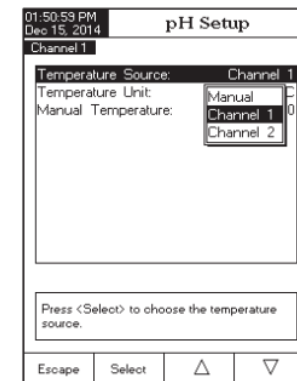 01:50:59 PM
Dec 15, 2014
pH Setup
Channel 1
Temperature Source: Channel 1
Temperature Unit: C
Manual Temperature: 0
Manual
Channel 1
Channel 2
Press <Select> to choose the temperature
source.
Escape Select △ ▽